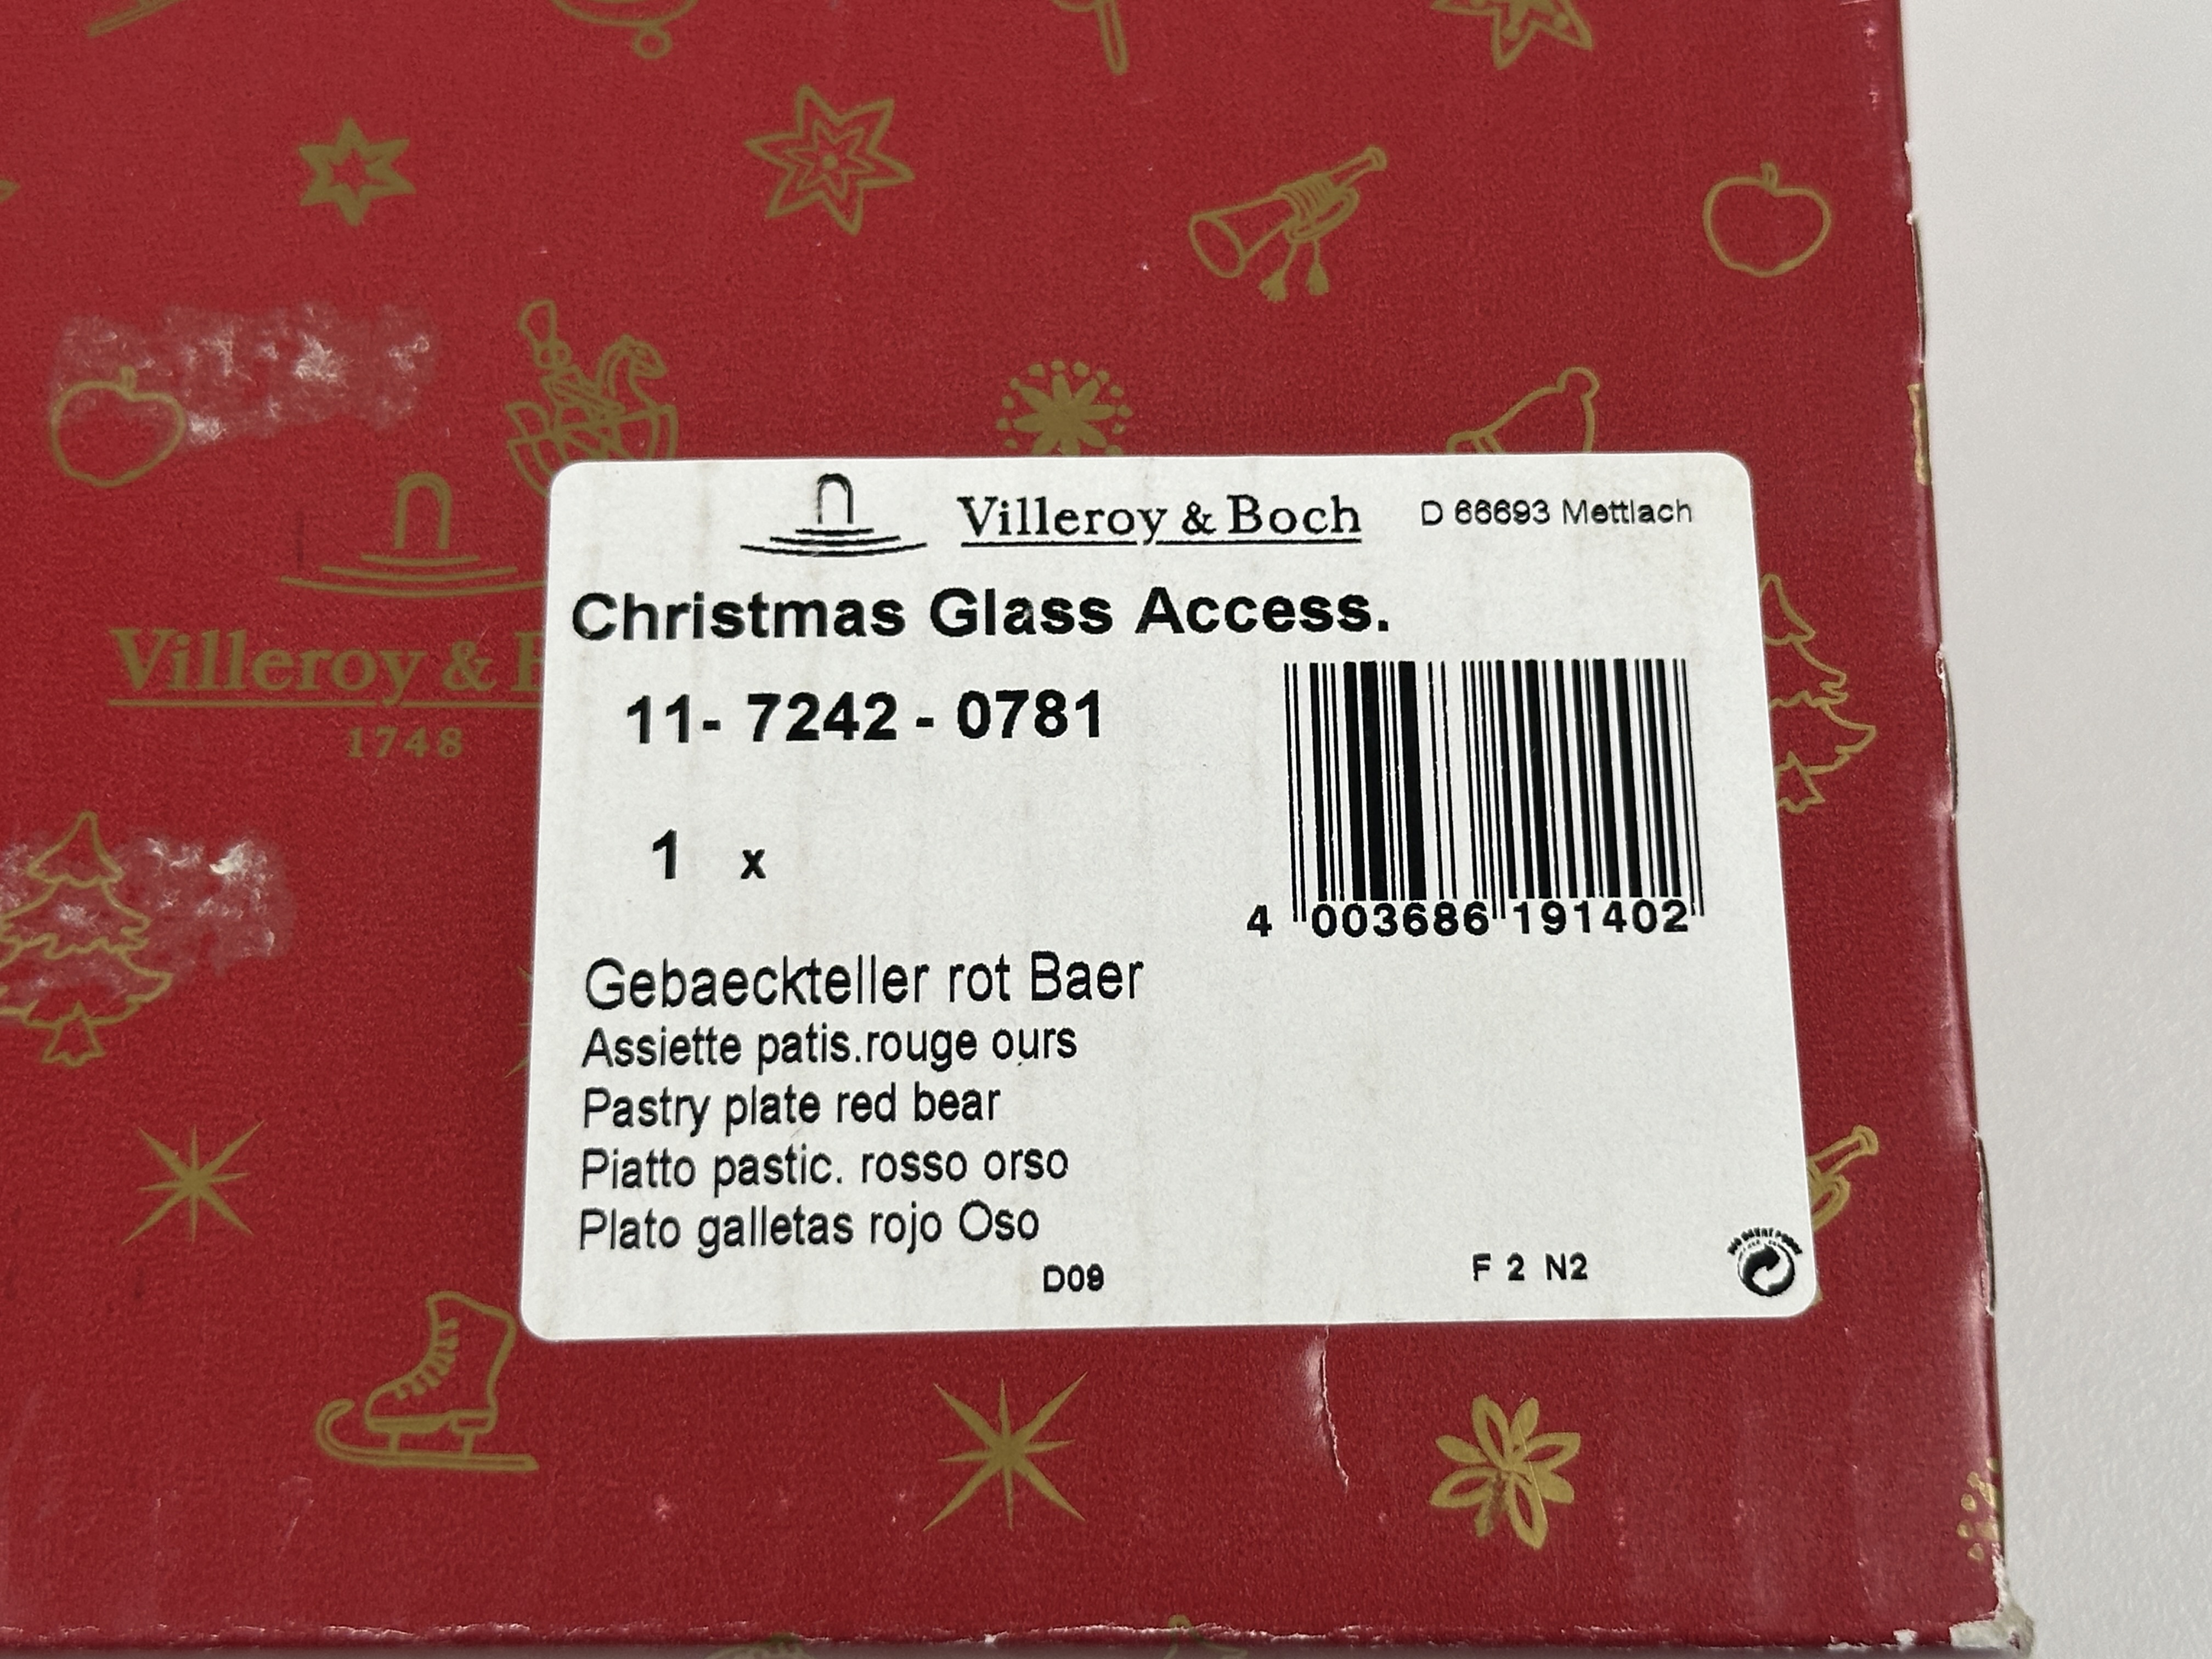 Villeroy & Boch D 66693 Mettlach
Christmas Glass Access.
11- 7242 - 0781
1 x
4 003686 191402
Gebaeckteller rot Baer
Assiette patis.rouge ours
Pastry plate red bear
Piatto pastic. rosso orso
Plato galletas rojo Oso
D09 F 2 N2
Villeroy &
1748